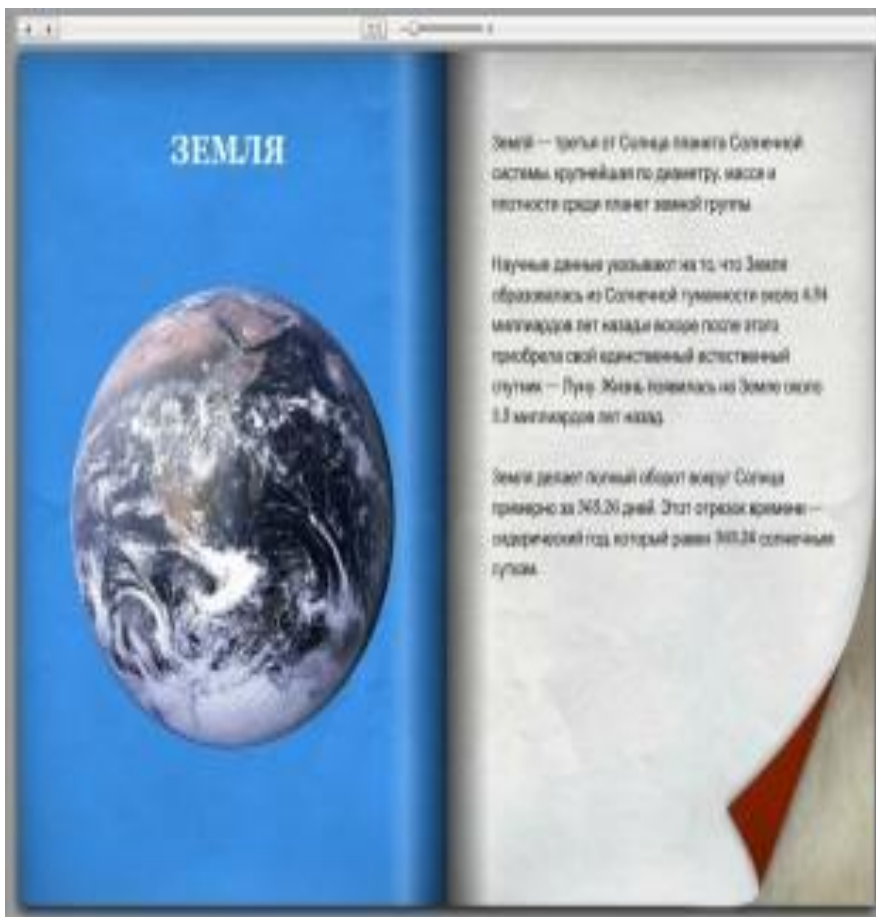 ЗЕМЛЯ
Земля — третья от Солнца планета Солнечной
системы, крупнейшая по диаметру, массе и
плотности среди планет земной группы.
Научные данные указывают на то, что Земля
образовалась из Солнечной туманности около 4.54
миллиардов лет назад и вскоре после этого
приобрела свой единственный естественный
спутник — Луну. Жизнь появилась на Земле около
миллиардов лет назад.
Земля делает полный оборот вокруг Солнца
примерно за 365.26 дней. Этот отрезок времени —
сидерический год, который равен 365.26 солнечным
суткам.